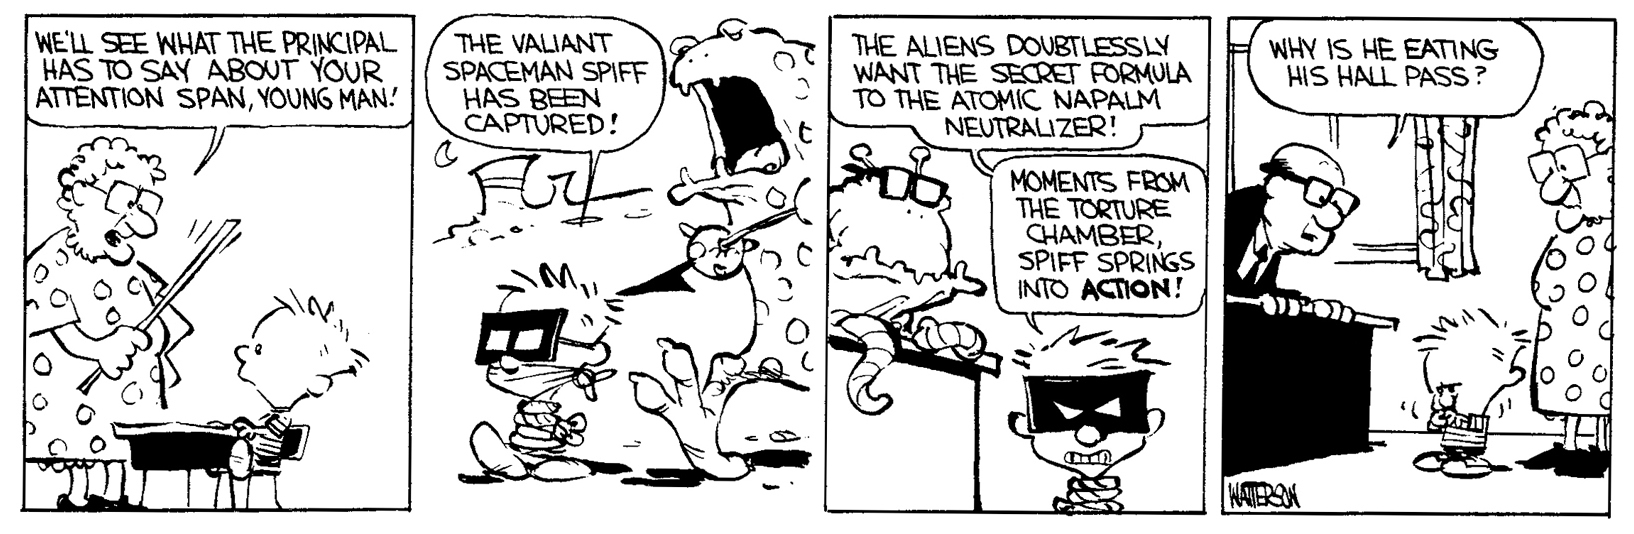 WE'LL SEE WHAT THE PRINCIPAL
HAS TO SAY ABOUT YOUR
ATTENTION SPAN, YOUNG MAN!
THE VALIANT
SPACEMAN SPIFF
HAS BEEN
CAPTURED!
THE ALIENS DOUBTLESSLY
WANT THE SECRET FORMULA
TO THE ATOMIC NAPALM
NEUTRALIZER!
MOMENTS FROM
THE TORTURE
CHAMBER,
SPIFF SPRINGS
INTO ACTION!
WHY IS HE EATING
HIS HALL PASS?
WATTERSON